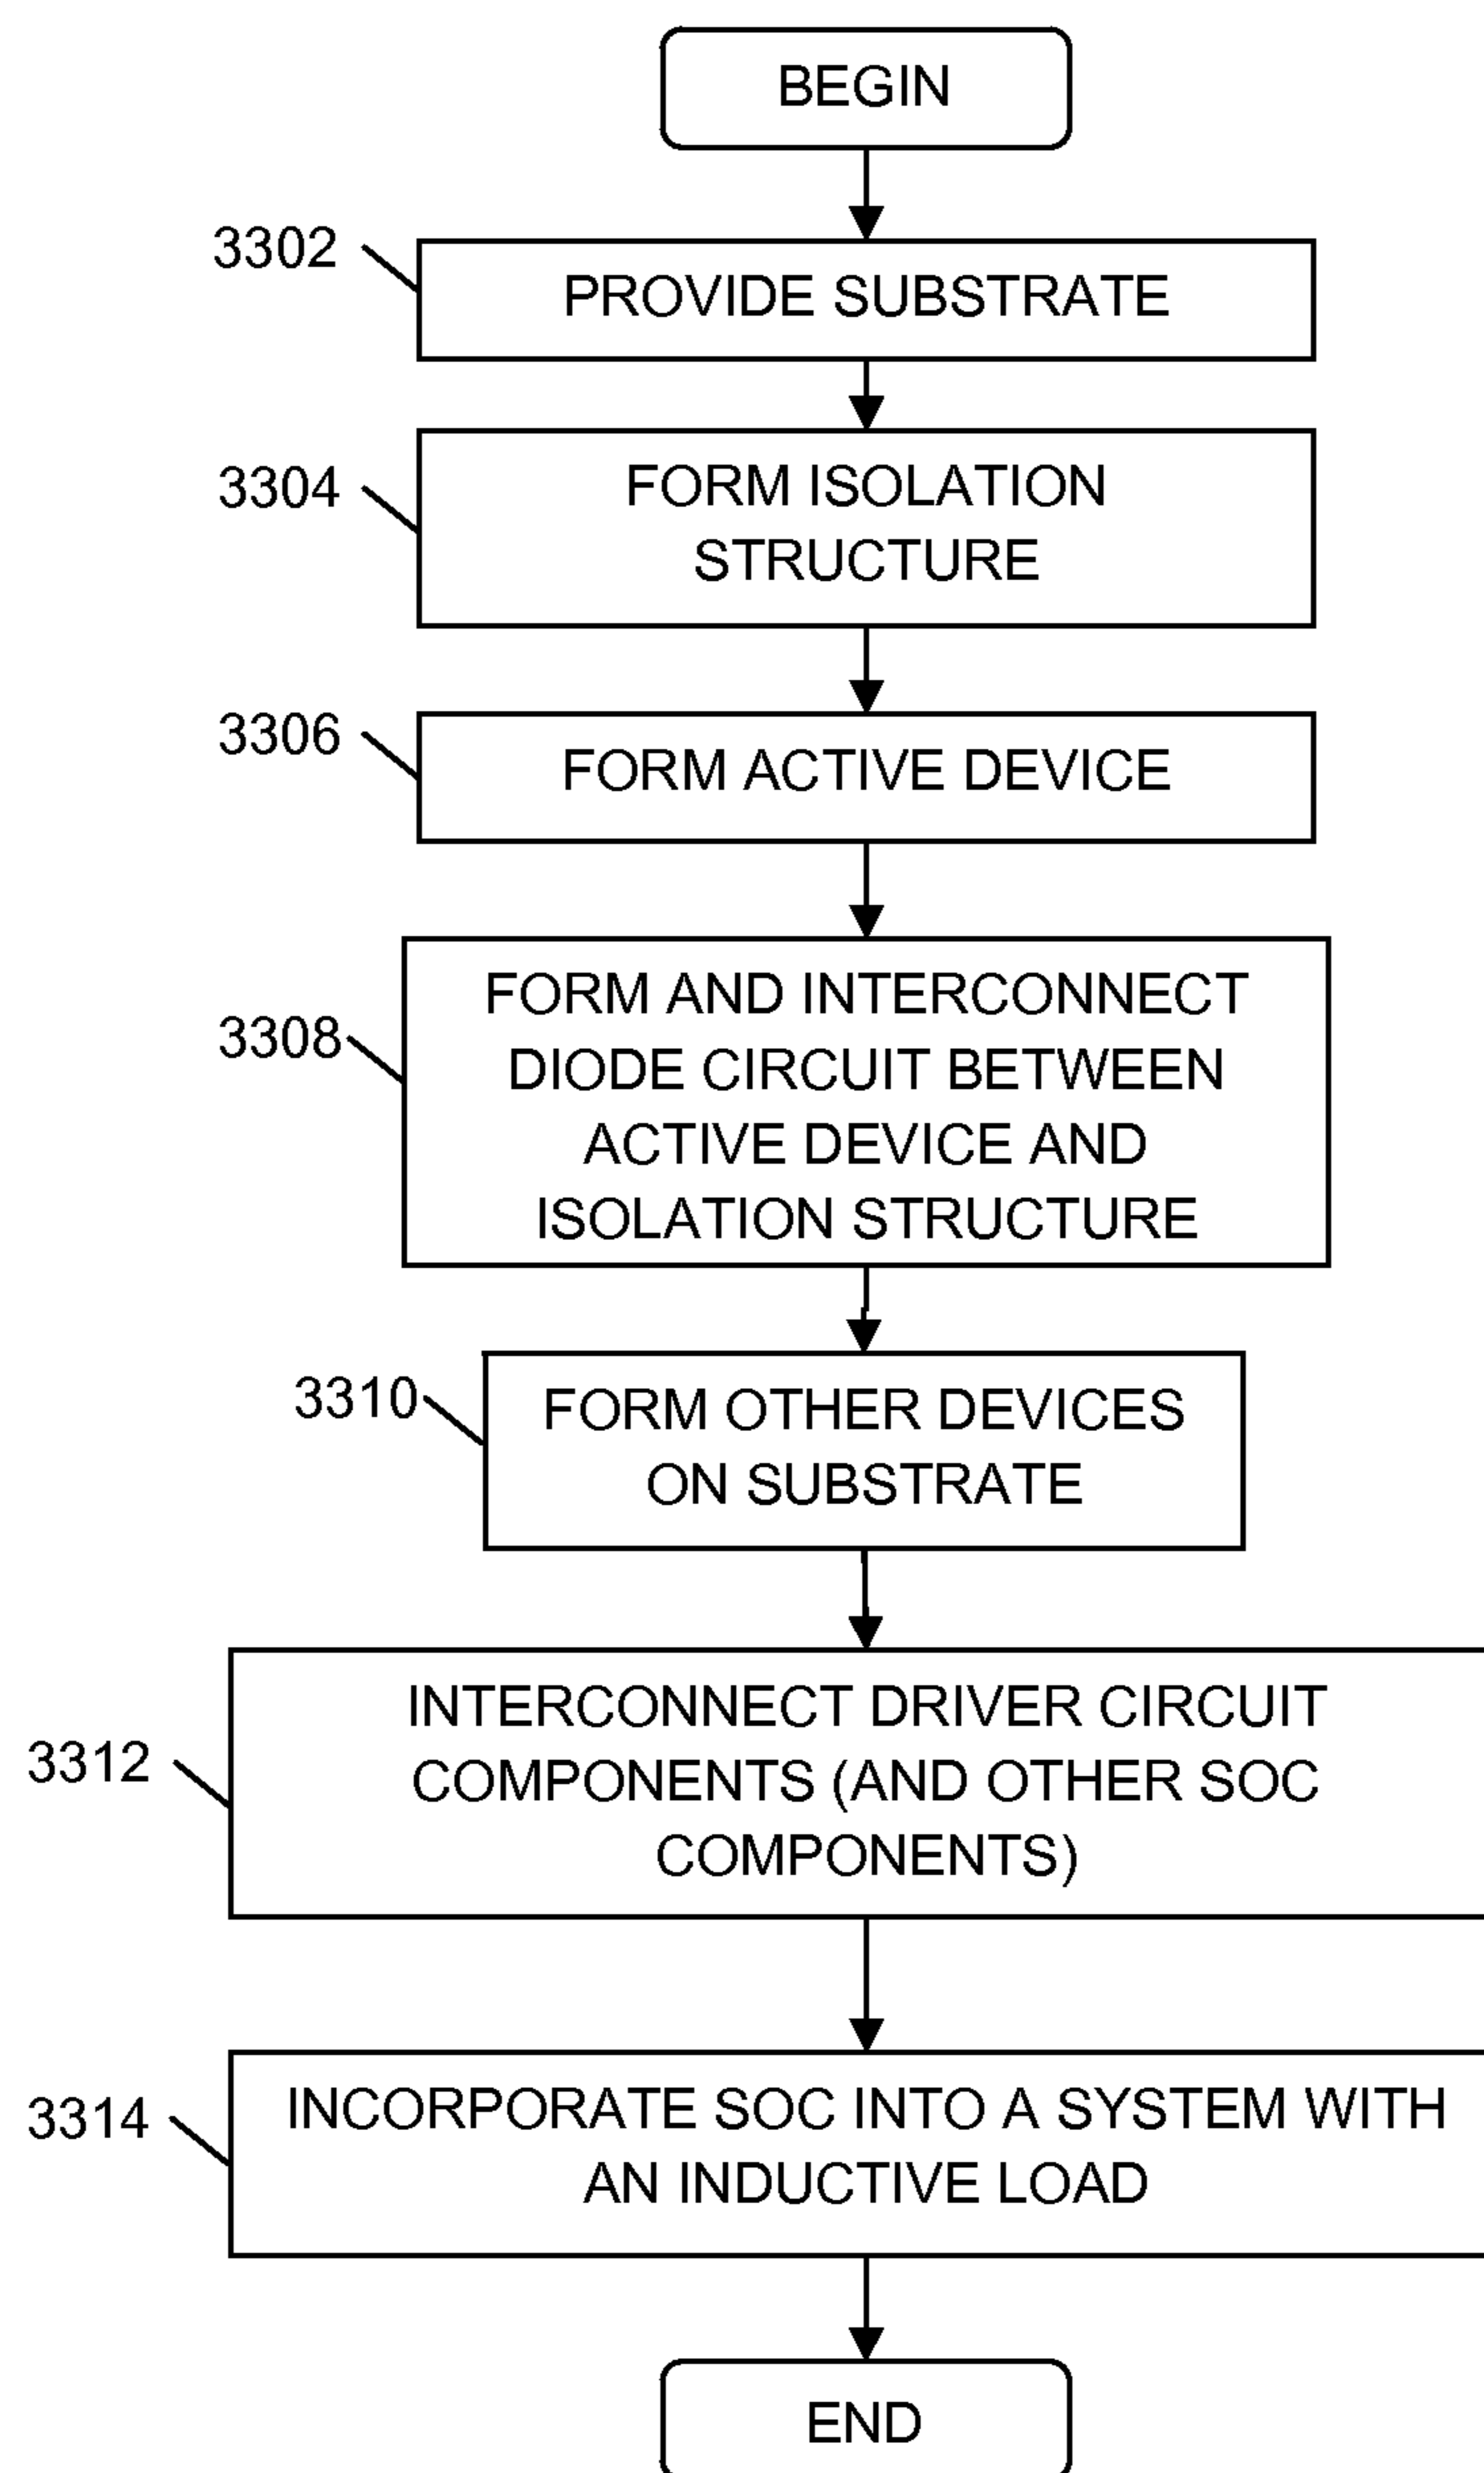 BEGIN
3302
PROVIDE SUBSTRATE
3304
FORM ISOLATION
STRUCTURE
3306
FORM ACTIVE DEVICE
3308
FORM AND INTERCONNECT
DIODE CIRCUIT BETWEEN
ACTIVE DEVICE AND
ISOLATION STRUCTURE
3310
FORM OTHER DEVICES
ON SUBSTRATE
3312
INTERCONNECT DRIVER CIRCUIT
COMPONENTS (AND OTHER SOC
COMPONENTS)
3314
INCORPORATE SOC INTO A SYSTEM WITH
AN INDUCTIVE LOAD
END